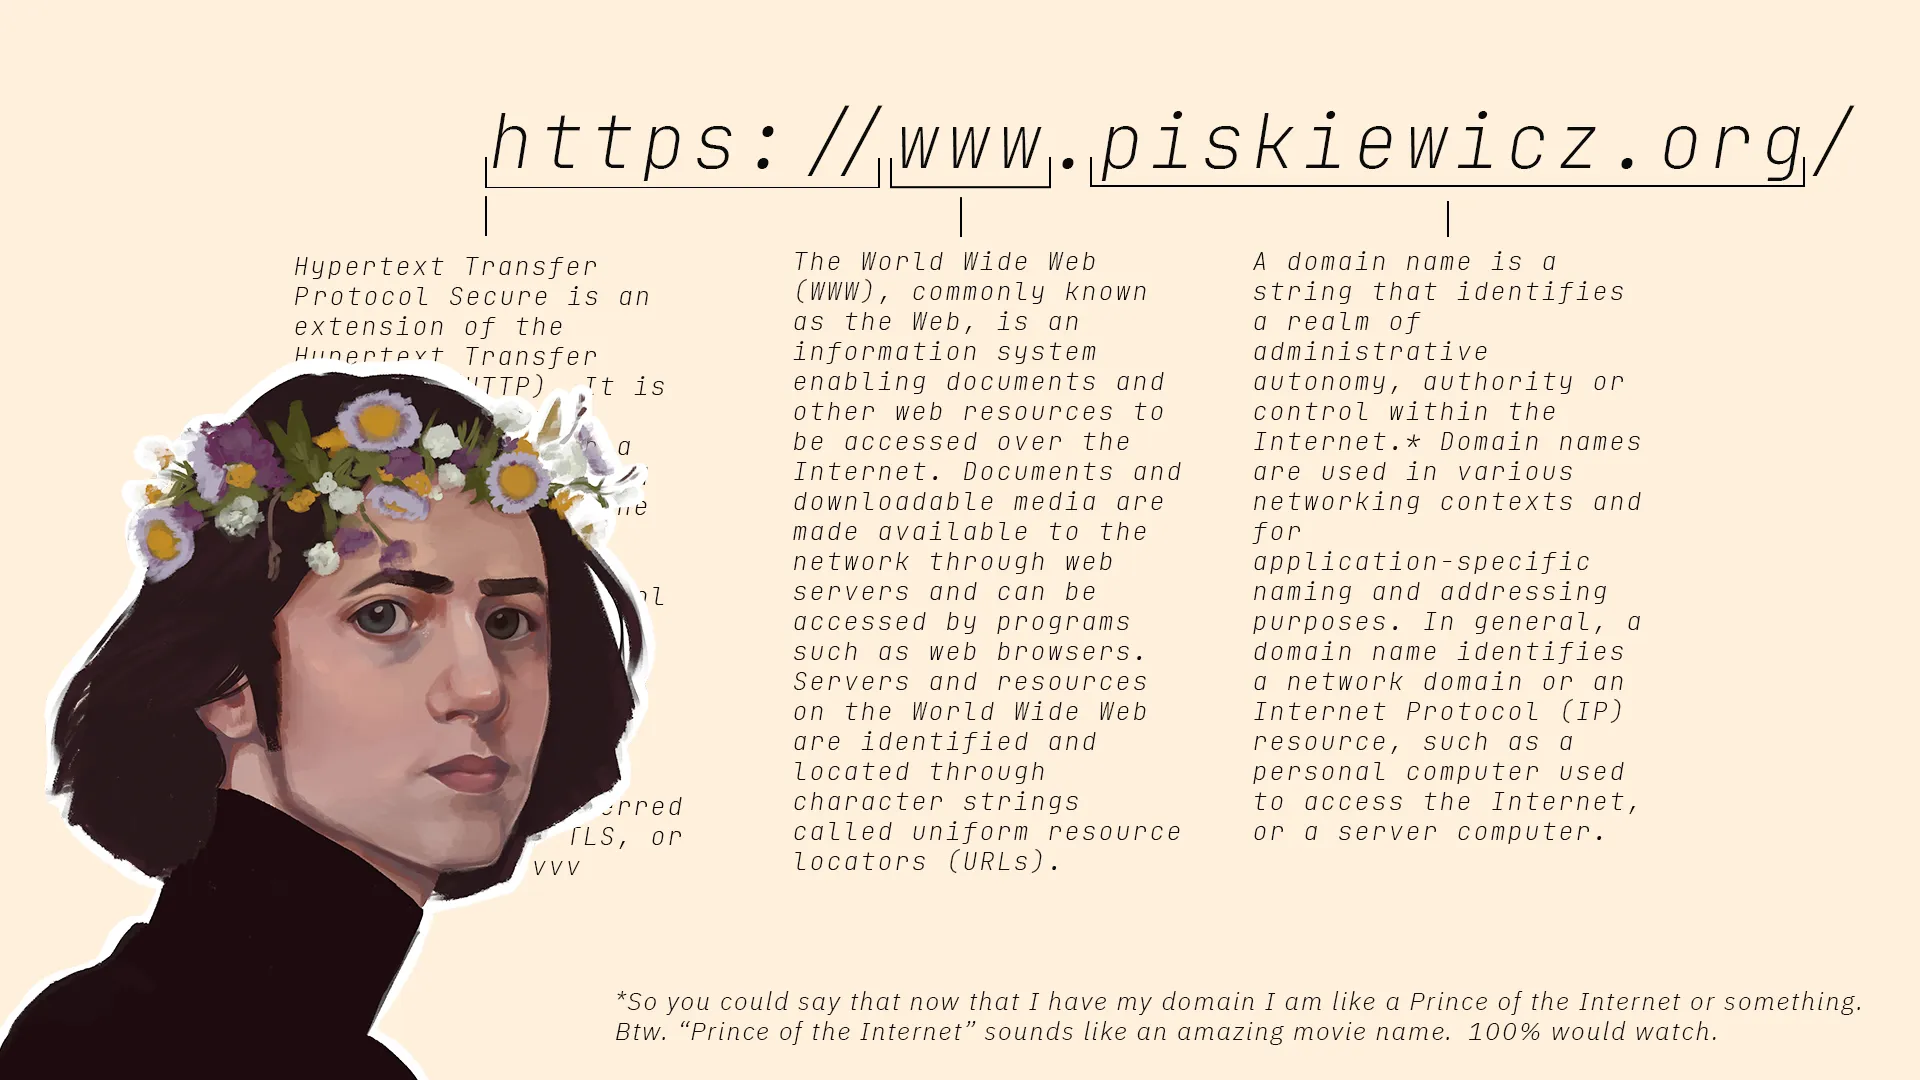 https://www.piskiewicz.org/
Hypertext Transfer
Protocol Secure is an
extension of the
Hypertext Transfer
It is
a
or
vvv
The World Wide Web
(WWW), commonly known
as the Web, is an
information system
enabling documents and
other web resources to
be accessed over the
Internet. Documents and
downloadable media are
made available to the
network through web
servers and can be
accessed by programs
such as web browsers.
Servers and resources
on the World Wide Web
are identified and
located through
character strings
called uniform resource
locators (URLs).
A domain name is a
string that identifies
a realm of
administrative
autonomy, authority or
control within the
Internet.* Domain names
are used in various
networking contexts and
for
application-specific
naming and addressing
purposes. In general, a
domain name identifies
a network domain or an
Internet Protocol (IP)
resource, such as a
personal computer used
to access the Internet,
or a server computer.
*So you could say that now that I have my domain I am like a Prince of the Internet or something.
Btw. “Prince of the Internet” sounds like an amazing movie name. 100% would watch.